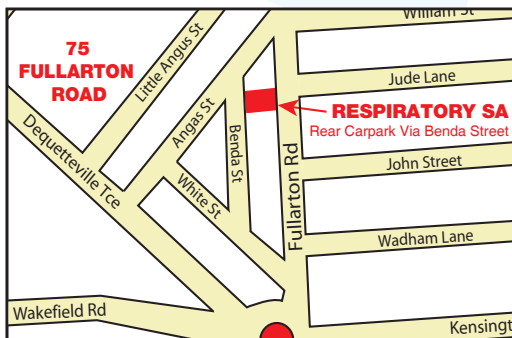 William St
75
FULLARTON
ROAD
Little Angus St
Jude Lane
RESPIRATORY SA
Rear Carpark Via Benda Street
Angas St
Benda St
Dequetteville Tce
John Street
White St
Fullarton Rd
Wadham Lane
Wakefield Rd
Kensingt